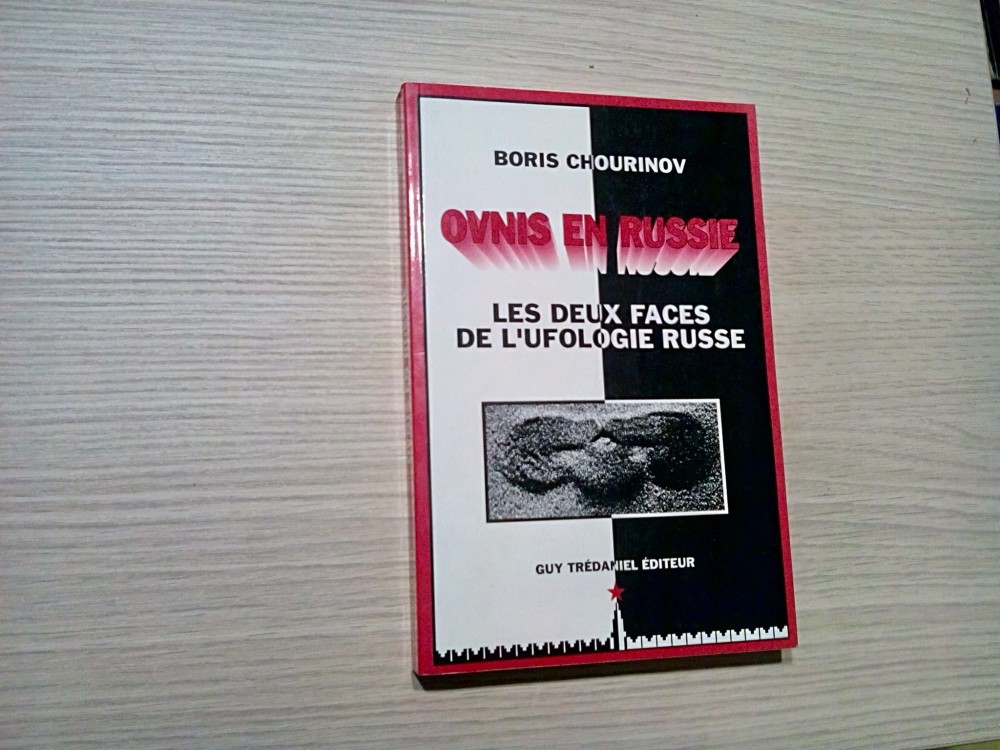 BORIS CHOURINOV
OVNIS EN RUSSIE
LES DEUX FACES
DE L'UFOLOGIE RUSSE
GUY TRÉDANIEL ÉDITEUR